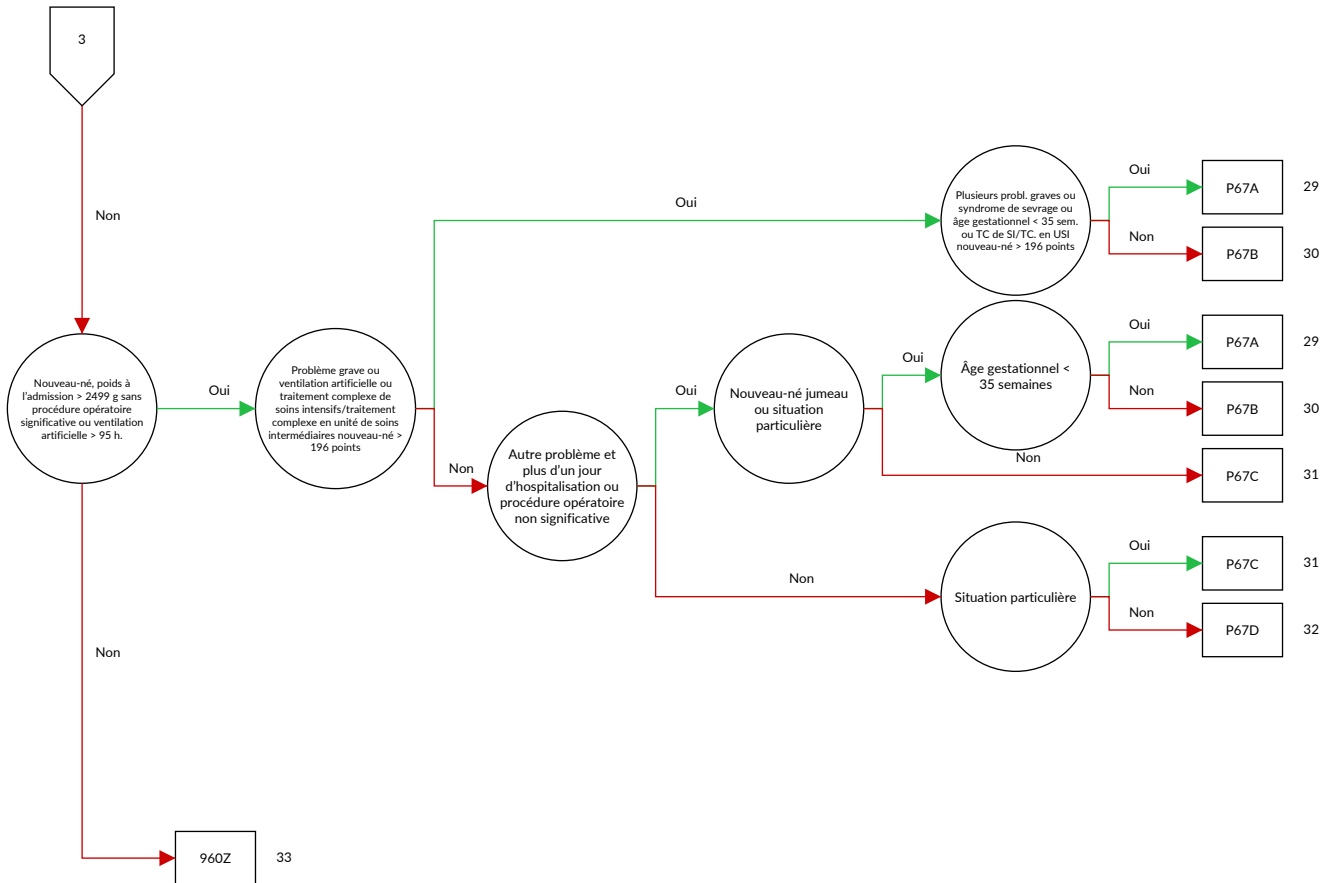 3
Non
Nouveau-né, poids à
l'admission > 2499 g sans
procédure opératoire
significative ou ventilation
artificielle > 95 h.
Oui
Problème grave ou
ventilation artificielle ou
traitement complexe de
soins intensifs/traitement
complexe en unité de soins
intermédiaires nouveau-né >
196 points
Oui
Plusieurs probl. graves ou
syndrome de sevrage ou
âge gestationnel < 35 sem.
ou TC de SI/TC. en USI
nouveau-né > 196 points
Oui
P67A
29
Non
P67B
30
Non
Autre problème et
plus d'un jour
d'hospitalisation ou
procédure opératoire
non significative
Oui
Nouveau-né jumeau
ou situation
particulière
Oui
Âge gestationnel <
35 semaines
Oui
P67A
29
Non
P67B
30
Non
P67C
31
Non
Situation particulière
Oui
P67C
31
Non
P67D
32
Non
960Z
33